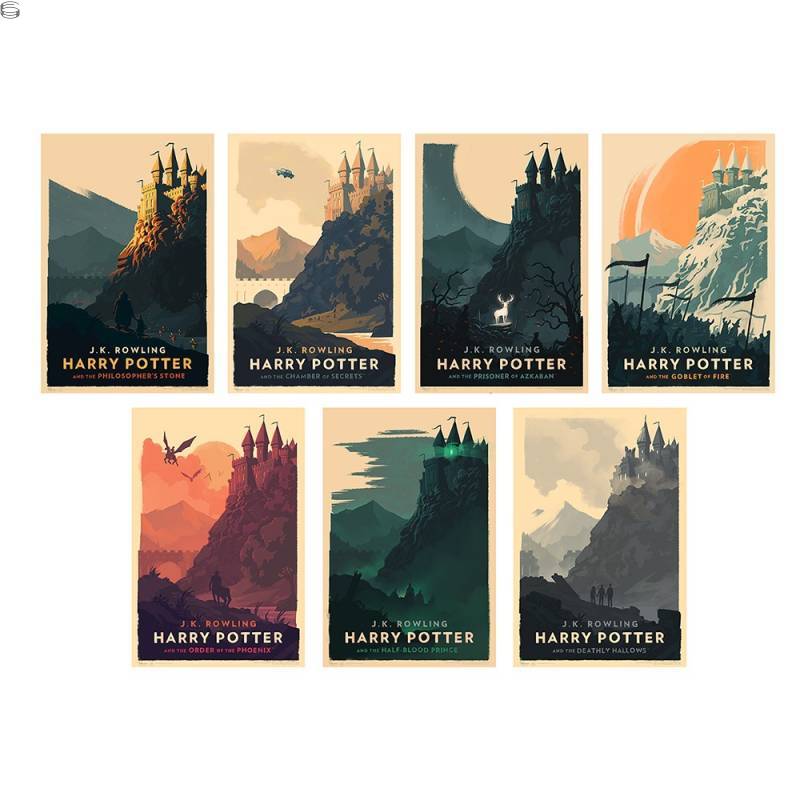 J.K. ROWLING
HARRY POTTER
AND THE PHILOSOPHER'S STONE
J.K. ROWLING
HARRY POTTER
AND THE CHAMBER OF SECRETS
J.K. ROWLING
HARRY POTTER
AND THE PRISONER OF AZKABAN
J.K. ROWLING
HARRY POTTER
AND THE GOBLET OF FIRE
J.K. ROWLING
HARRY POTTER
AND THE ORDER OF THE PHOENIX
J.K. ROWLING
HARRY POTTER
AND THE HALF-BLOOD PRINCE
J.K. ROWLING
HARRY POTTER
AND THE DEATHLY HALLOWS